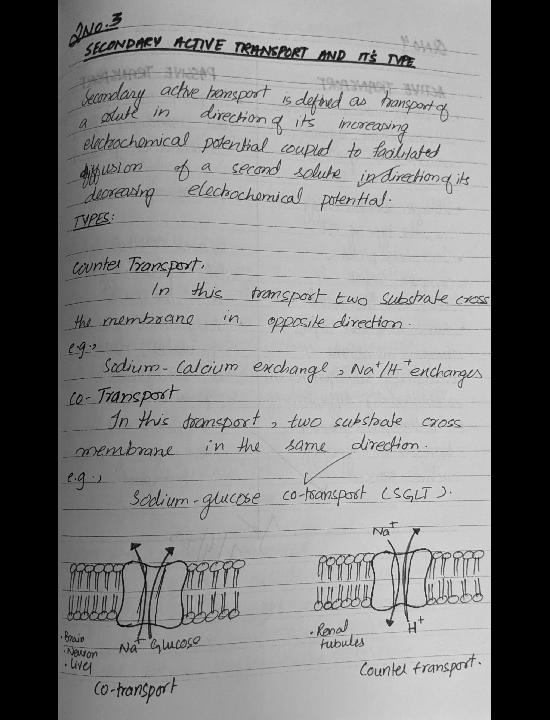 QNO.3
SECONDARY ACTIVE TRANSPORT AND IT'S TYPE
Secondary active transport is defined as transport of
a solute in direction of its increasing
electrochemical potential coupled to facilitated
diffusion of a second solute in direction of its
decreasing electrochemical potential.
TYPES:
Counter Transport.
In this transport two substrate cross
the membrane in opposite direction.
e.g.,
Sodium-Calcium exchange, Na+/H+ exchanges
Co-Transport
In this transport, two substrate cross
membrane in the same direction.
e.g.,
Sodium-glucose co-transport (SGLT).
Na+
• Brain
• Neuron
• Liver
Na+ Glucose
• Renal
tubules
H+
Co-transport
Counter transport.